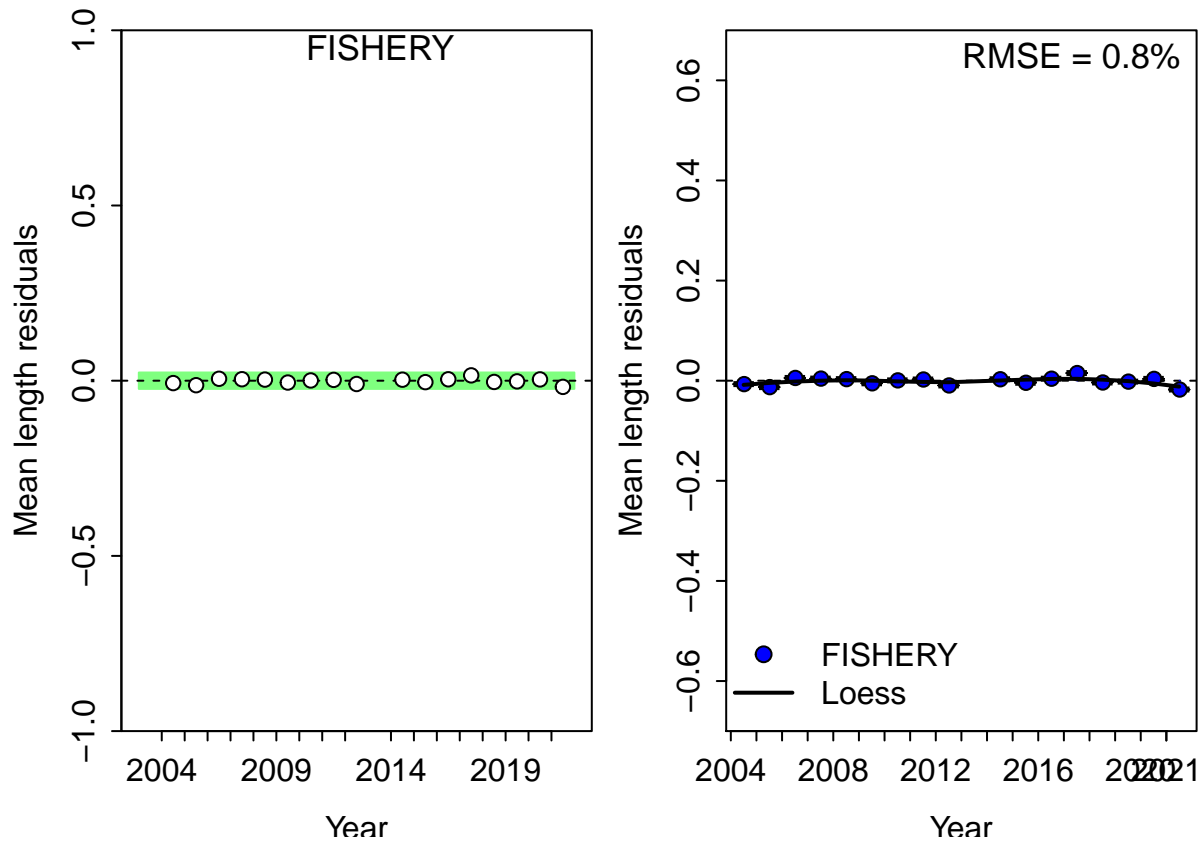 FISHERY
1.0
0.5
0.0
−0.5
−1.0
Mean length residuals
2004 2009 2014 2019
Year
RMSE = 0.8%
0.6
0.4
0.2
0.0
−0.2
−0.4
−0.6
Mean length residuals
FISHERY
Loess
2004 2008 2012 2016 2020 2021
Year